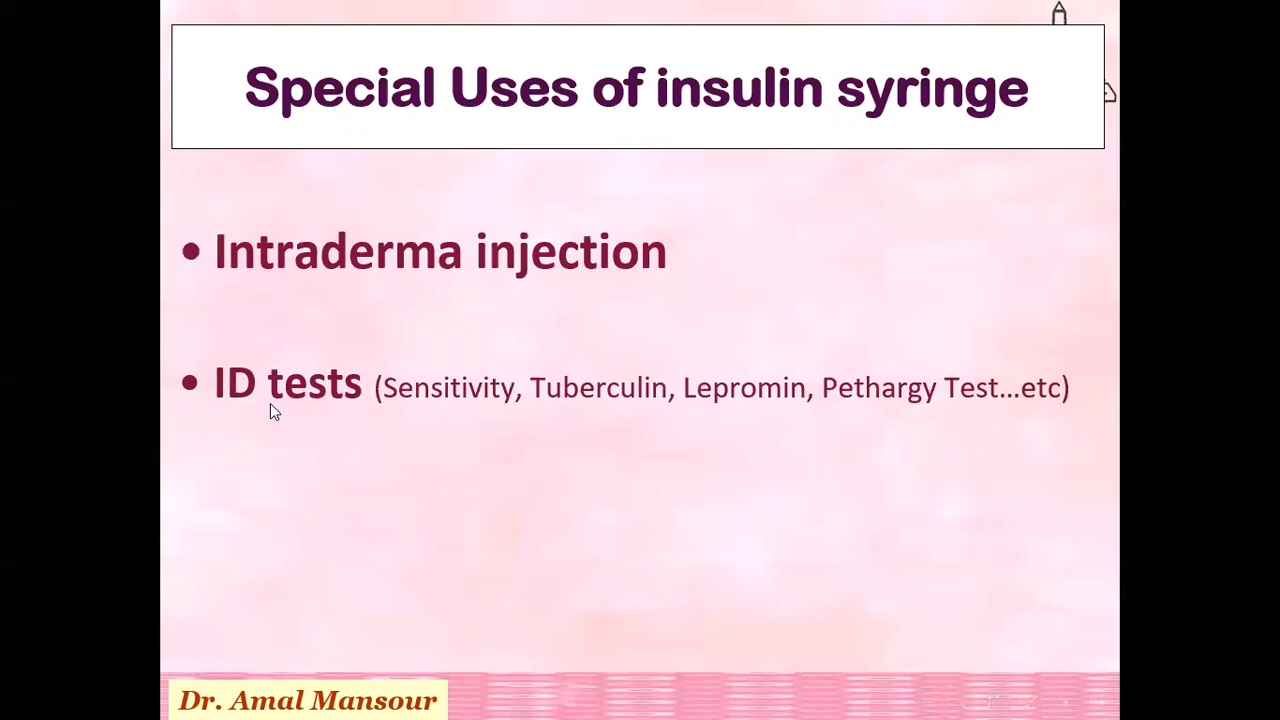 Special Uses of insulin syringe
• Intraderma injection
• ID tests (Sensitivity, Tuberculin, Lepromin, Pethargy Test...etc)
Dr. Amal Mansour